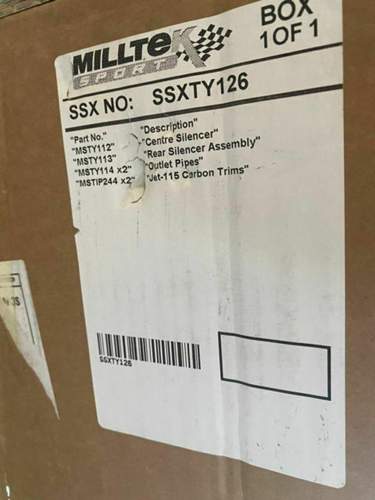 MILLTEK
SPORT
BOX
1 OF 1
SSX NO: SSXTY126
"Part No." "Description"
"MSTY112" "Centre Silencer"
"MSTY113" "Rear Silencer Assembly"
"MSTY114 x2" "Outlet Pipes"
"MSTIP244 x2" "Jet-115 Carbon Trims"
SSXTY126